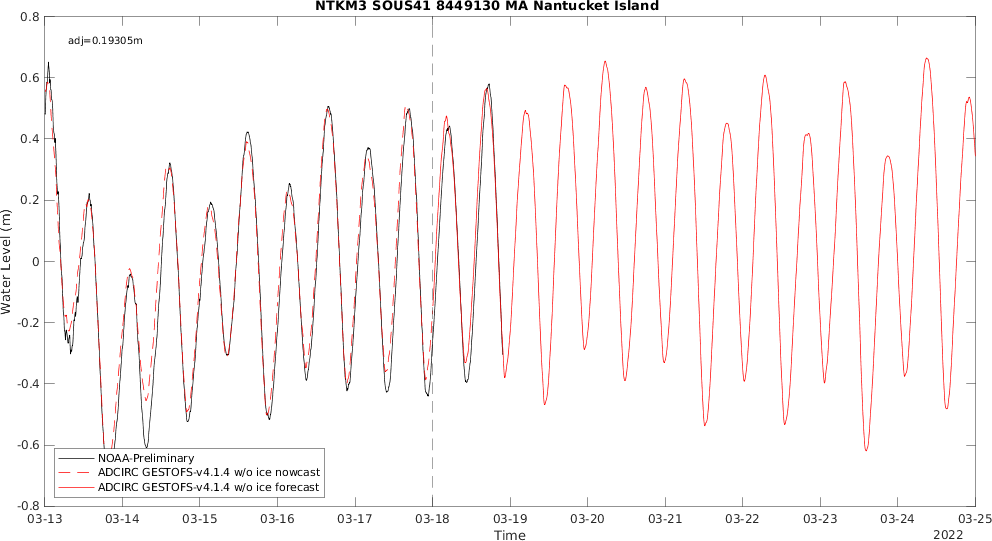 NTKM3 SOUS41 8449130 MA Nantucket Island
adj=0.19305m
0.8
0.6
0.4
0.2
0
-0.2
-0.4
-0.6
-0.8
Water Level (m)
NOAA-Preliminary
ADCIRC GESTOFS-v4.1.4 w/o ice nowcast
ADCIRC GESTOFS-v4.1.4 w/o ice forecast
03-13 03-14 03-15 03-16 03-17 03-18 03-19 03-20 03-21 03-22 03-23 03-24 03-25
Time
2022